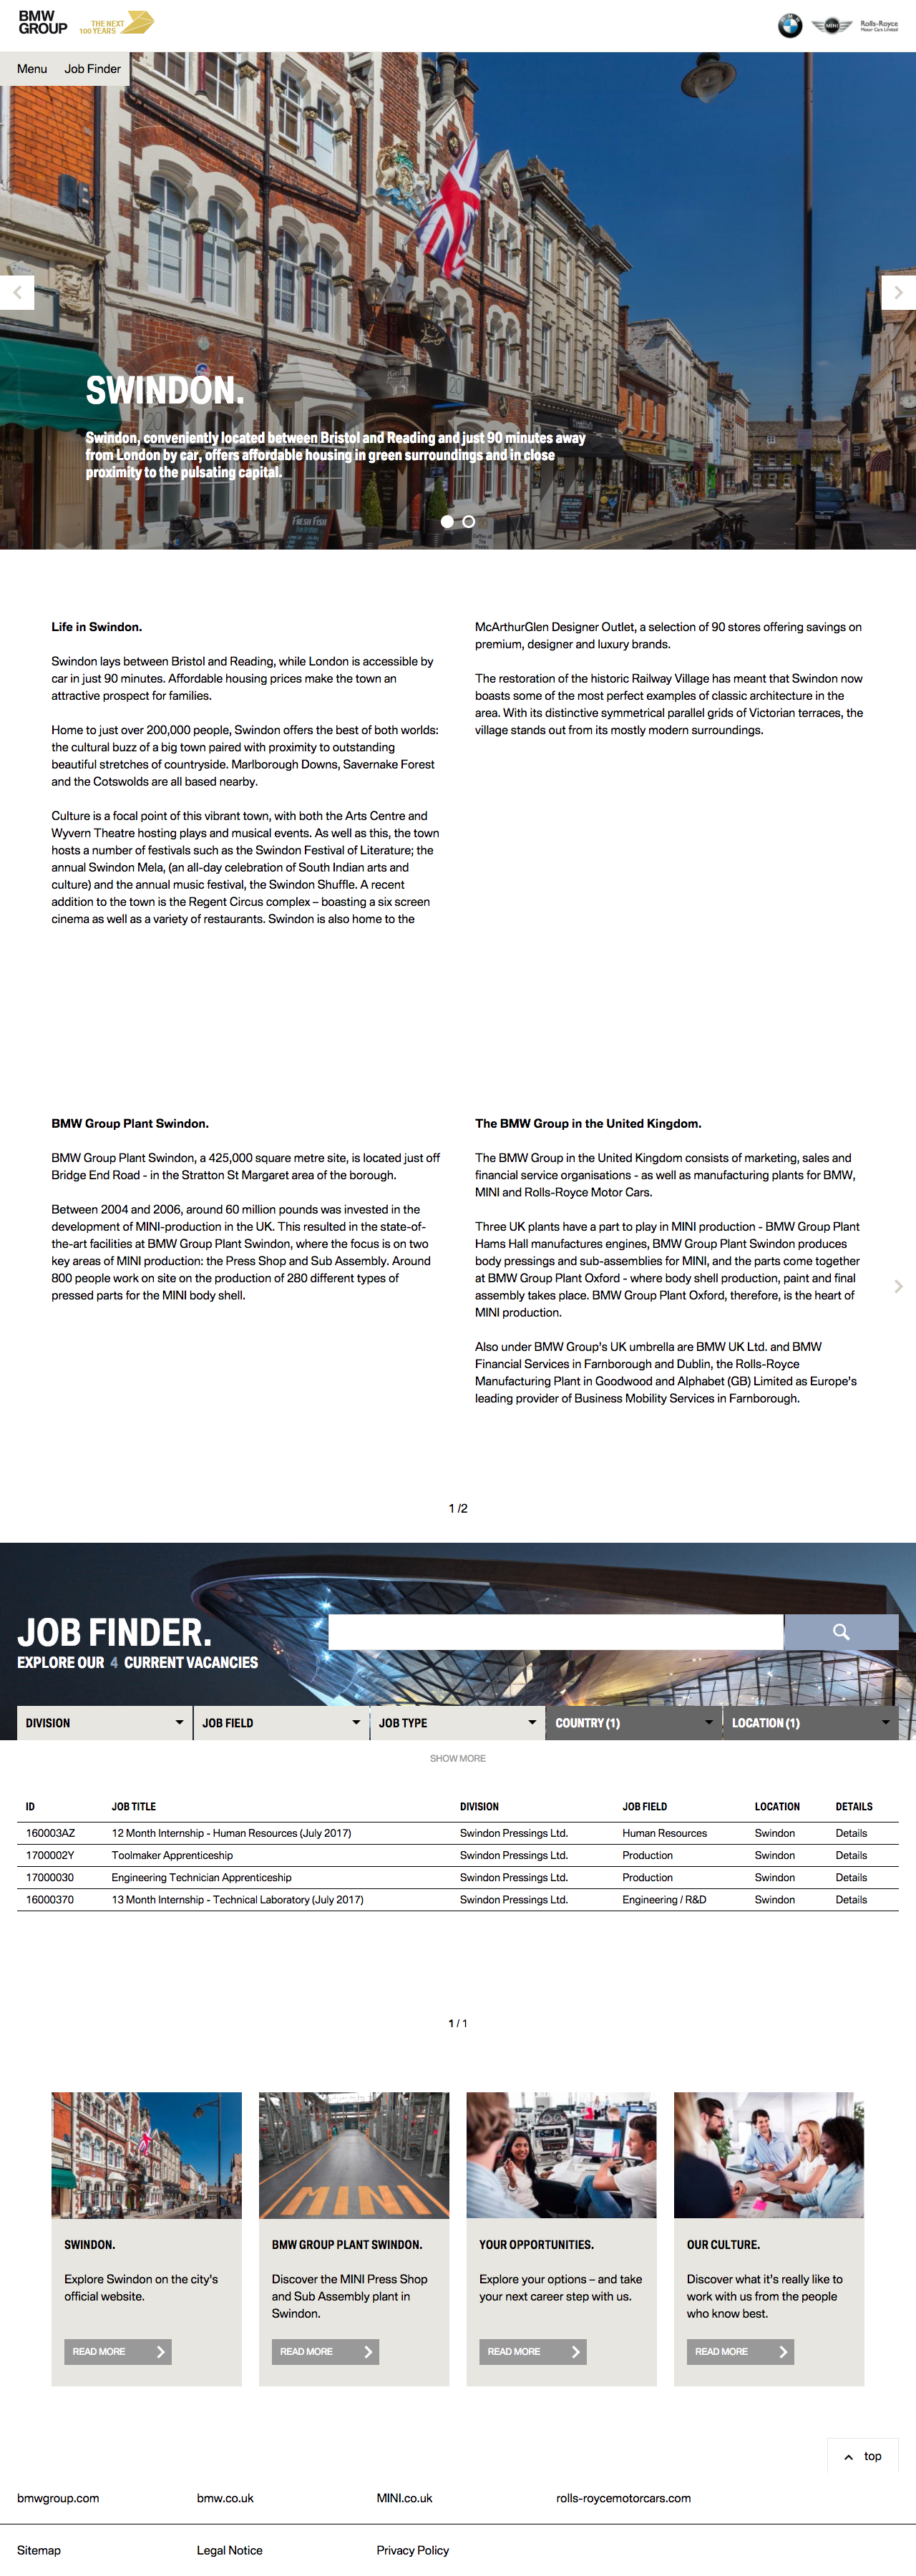 BMW
GROUP
THE NEXT
100 YEARS
MINI
Rolls-Royce
Motor Cars Limited
Menu Job Finder
SWINDON.
Swindon, conveniently located between Bristol and Reading and just 90 minutes away
from London by car, offers affordable housing in green surroundings and in close
proximity to the pulsating capital.
FRESH FISH
Life in Swindon.
Swindon lays between Bristol and Reading, while London is accessible by
car in just 90 minutes. Affordable housing prices make the town an
attractive prospect for families.
Home to just over 200,000 people, Swindon offers the best of both worlds:
the cultural buzz of a big town paired with proximity to outstanding
beautiful stretches of countryside. Marlborough Downs, Savernake Forest
and the Cotswolds are all based nearby.
Culture is a focal point of this vibrant town, with both the Arts Centre and
Wyvern Theatre hosting plays and musical events. As well as this, the town
hosts a number of festivals such as the Swindon Festival of Literature; the
annual Swindon Mela, (an all-day celebration of South Indian arts and
culture) and the annual music festival, the Swindon Shuffle. A recent
addition to the town is the Regent Circus complex – boasting a six screen
cinema as well as a variety of restaurants. Swindon is also home to the
McArthurGlen Designer Outlet, a selection of 90 stores offering savings on
premium, designer and luxury brands.
The restoration of the historic Railway Village has meant that Swindon now
boasts some of the most perfect examples of classic architecture in the
area. With its distinctive symmetrical parallel grids of Victorian terraces, the
village stands out from its mostly modern surroundings.
BMW Group Plant Swindon.
BMW Group Plant Swindon, a 425,000 square metre site, is located just off
Bridge End Road - in the Stratton St Margaret area of the borough.
Between 2004 and 2006, around 60 million pounds was invested in the
development of MINI-production in the UK. This resulted in the state-of-
the-art facilities at BMW Group Plant Swindon, where the focus is on two
key areas of MINI production: the Press Shop and Sub Assembly. Around
800 people work on site on the production of 280 different types of
pressed parts for the MINI body shell.
The BMW Group in the United Kingdom.
The BMW Group in the United Kingdom consists of marketing, sales and
financial service organisations - as well as manufacturing plants for BMW,
MINI and Rolls-Royce Motor Cars.
Three UK plants have a part to play in MINI production - BMW Group Plant
Hams Hall manufactures engines, BMW Group Plant Swindon produces
body pressings and sub-assemblies for MINI, and the parts come together
at BMW Group Plant Oxford - where body shell production, paint and final
assembly takes place. BMW Group Plant Oxford, therefore, is the heart of
MINI production.
Also under BMW Group's UK umbrella are BMW UK Ltd. and BMW
Financial Services in Farnborough and Dublin, the Rolls-Royce
Manufacturing Plant in Goodwood and Alphabet (GB) Limited as Europe's
leading provider of Business Mobility Services in Farnborough.
1 /2
JOB FINDER.
EXPLORE OUR 4 CURRENT VACANCIES
DIVISION JOB FIELD JOB TYPE COUNTRY (1) LOCATION (1)
SHOW MORE
ID JOB TITLE DIVISION JOB FIELD LOCATION DETAILS
160003AZ 12 Month Internship - Human Resources (July 2017) Swindon Pressings Ltd. Human Resources Swindon Details
1700002Y Toolmaker Apprenticeship Swindon Pressings Ltd. Production Swindon Details
17000030 Engineering Technician Apprenticeship Swindon Pressings Ltd. Production Swindon Details
16000370 13 Month Internship - Technical Laboratory (July 2017) Swindon Pressings Ltd. Engineering / R&D Swindon Details
1 / 1
MINI
SWINDON.
Explore Swindon on the city's
official website.
READ MORE
BMW GROUP PLANT SWINDON.
Discover the MINI Press Shop
and Sub Assembly plant in
Swindon.
READ MORE
YOUR OPPORTUNITIES.
Explore your options – and take
your next career step with us.
READ MORE
OUR CULTURE.
Discover what it's really like to
work with us from the people
who know best.
READ MORE
top
bmwgroup.com bmw.co.uk MINI.co.uk rolls-roycemotorcars.com
Sitemap Legal Notice Privacy Policy